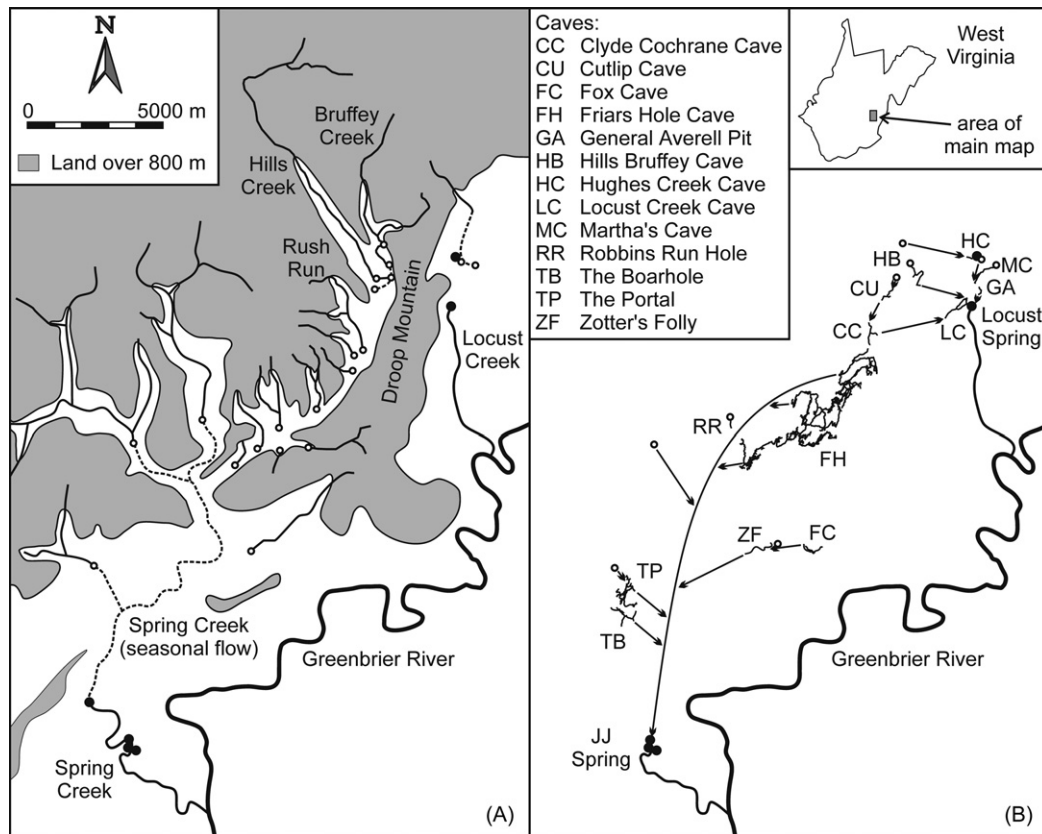 N
0 5000 m
Land over 800 m
Bruffey
Creek
Hills
Creek
Rush
Run
Droop Mountain
Locust
Creek
Spring Creek
(seasonal flow)
Greenbrier River
Spring
Creek
(A)
Caves:
CC Clyde Cochrane Cave
CU Cutlip Cave
FC Fox Cave
FH Friars Hole Cave
GA General Averell Pit
HB Hills Bruffey Cave
HC Hughes Creek Cave
LC Locust Creek Cave
MC Martha's Cave
RR Robbins Run Hole
TB The Boarhole
TP The Portal
ZF Zotter's Folly
West
Virginia
area of
main map
HC
HB
MC
CU
GA
Locust
Spring
CC
LC
RR
FH
ZF
FC
TP
TB
Greenbrier River
JJ
Spring
(B)